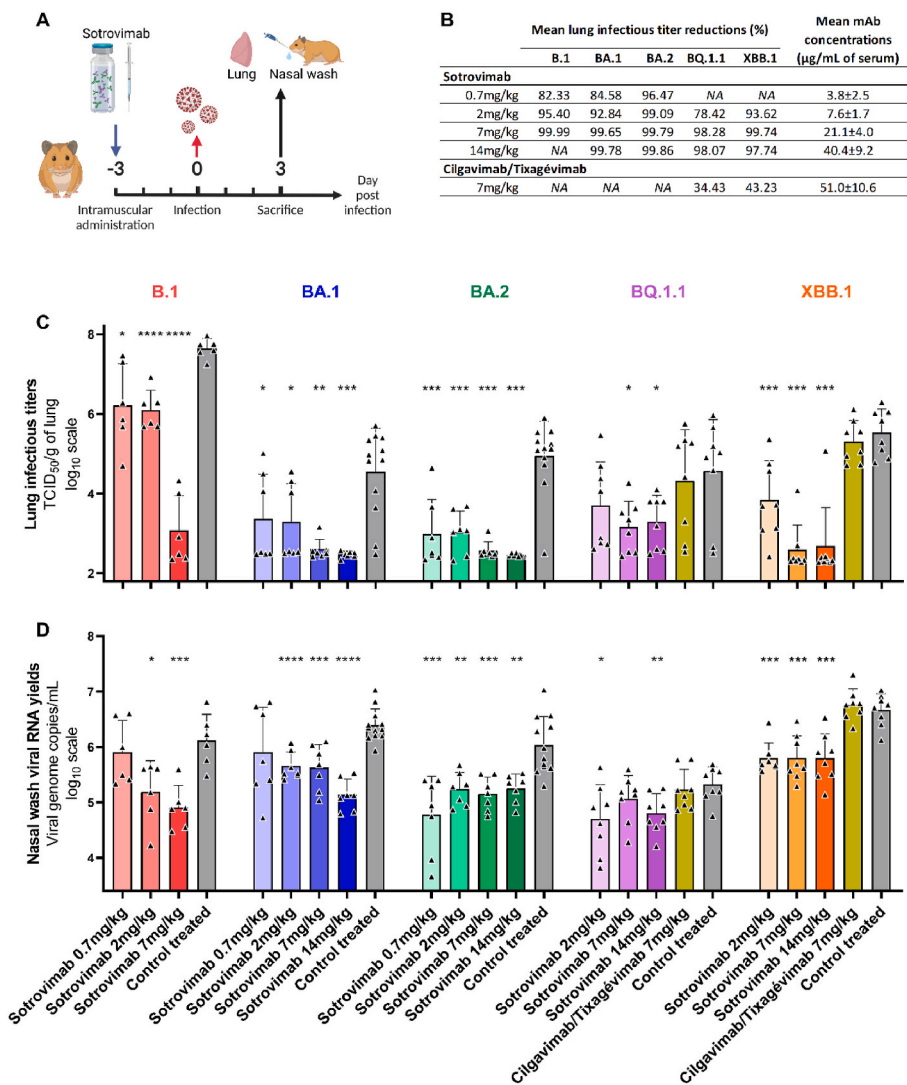 A
Sotrovimab
Lung Nasal wash
-3 0 3
Day
post
infection
Intramuscular
administration
Infection
Sacrifice
B
Mean lung infectious titer reductions (%)
Mean mAb
concentrations
(µg/mL of serum)
B.1 BA.1 BA.2 BQ.1.1 XBB.1
Sotrovimab
0.7mg/kg 82.33 84.58 96.47 NA NA 3.8±2.5
2mg/kg 95.40 92.84 99.09 78.42 93.62 7.6±1.7
7mg/kg 99.99 99.65 99.79 98.28 99.74 21.1±4.0
14mg/kg NA 99.78 99.86 98.07 97.74 40.4±9.2
Cilgavimab/Tixagévimab
7mg/kg NA NA NA 34.43 43.23 51.0±10.6
B.1 BA.1 BA.2 BQ.1.1 XBB.1
C
Lung infectious titers
TCID50/g of lung
log10 scale
8
6
4
2
* **** ****
* * ** ***
*** *** *** ***
* *
*** *** ***
D
Nasal wash viral RNA yields
Viral genome copies/mL
log10 scale
8
7
6
5
4
* ***
**** *** ****
*** ** *** **
* **
*** *** ***
Sotrovimab 0.7mg/kg
Sotrovimab 2mg/kg
Sotrovimab 7mg/kg
Control treated
Sotrovimab 0.7mg/kg
Sotrovimab 2mg/kg
Sotrovimab 7mg/kg
Sotrovimab 14mg/kg
Control treated
Sotrovimab 0.7mg/kg
Sotrovimab 2mg/kg
Sotrovimab 7mg/kg
Sotrovimab 14mg/kg
Control treated
Sotrovimab 2mg/kg
Sotrovimab 7mg/kg
Sotrovimab 14mg/kg
Cilgavimab/Tixagévimab 7mg/kg
Control treated
Sotrovimab 2mg/kg
Sotrovimab 7mg/kg
Sotrovimab 14mg/kg
Cilgavimab/Tixagévimab 7mg/kg
Control treated